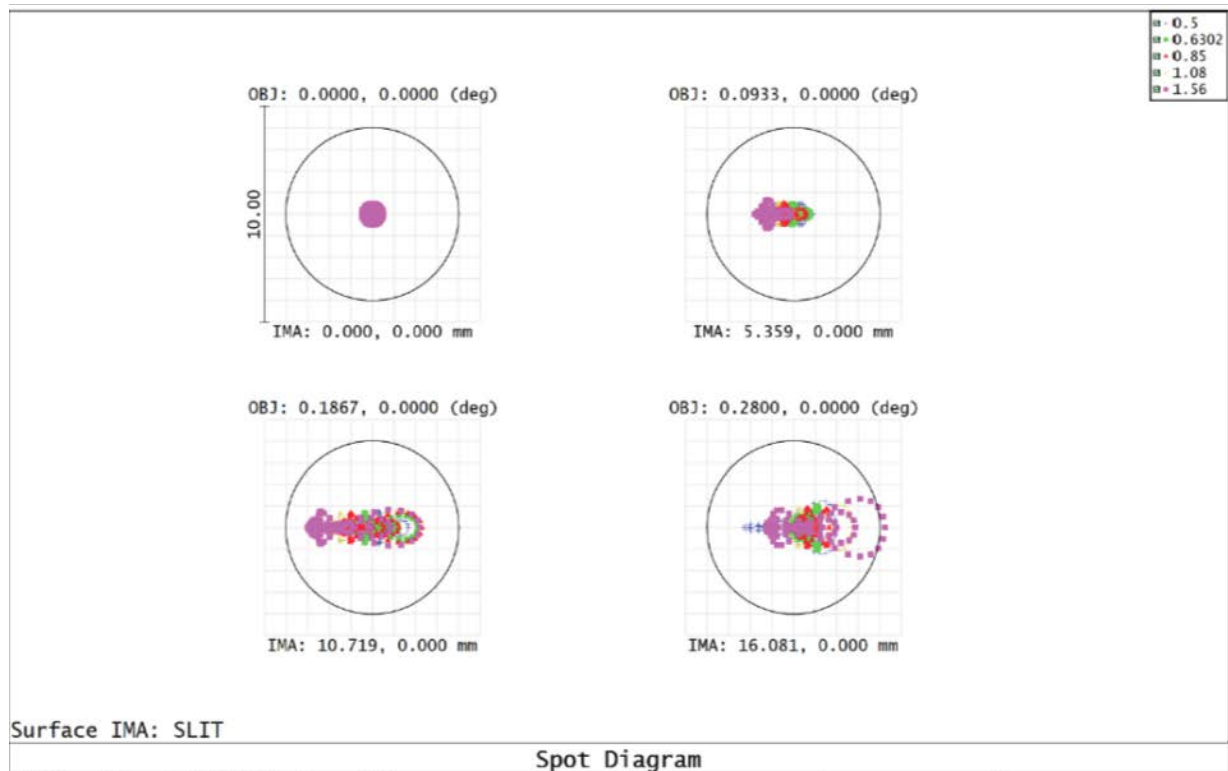 0.5
0.6302
0.85
1.08
1.56
OBJ: 0.0000, 0.0000 (deg)
OBJ: 0.0933, 0.0000 (deg)
10.00
IMA: 0.000, 0.000 mm
IMA: 5.359, 0.000 mm
OBJ: 0.1867, 0.0000 (deg)
OBJ: 0.2800, 0.0000 (deg)
IMA: 10.719, 0.000 mm
IMA: 16.081, 0.000 mm
Surface IMA: SLIT
Spot Diagram